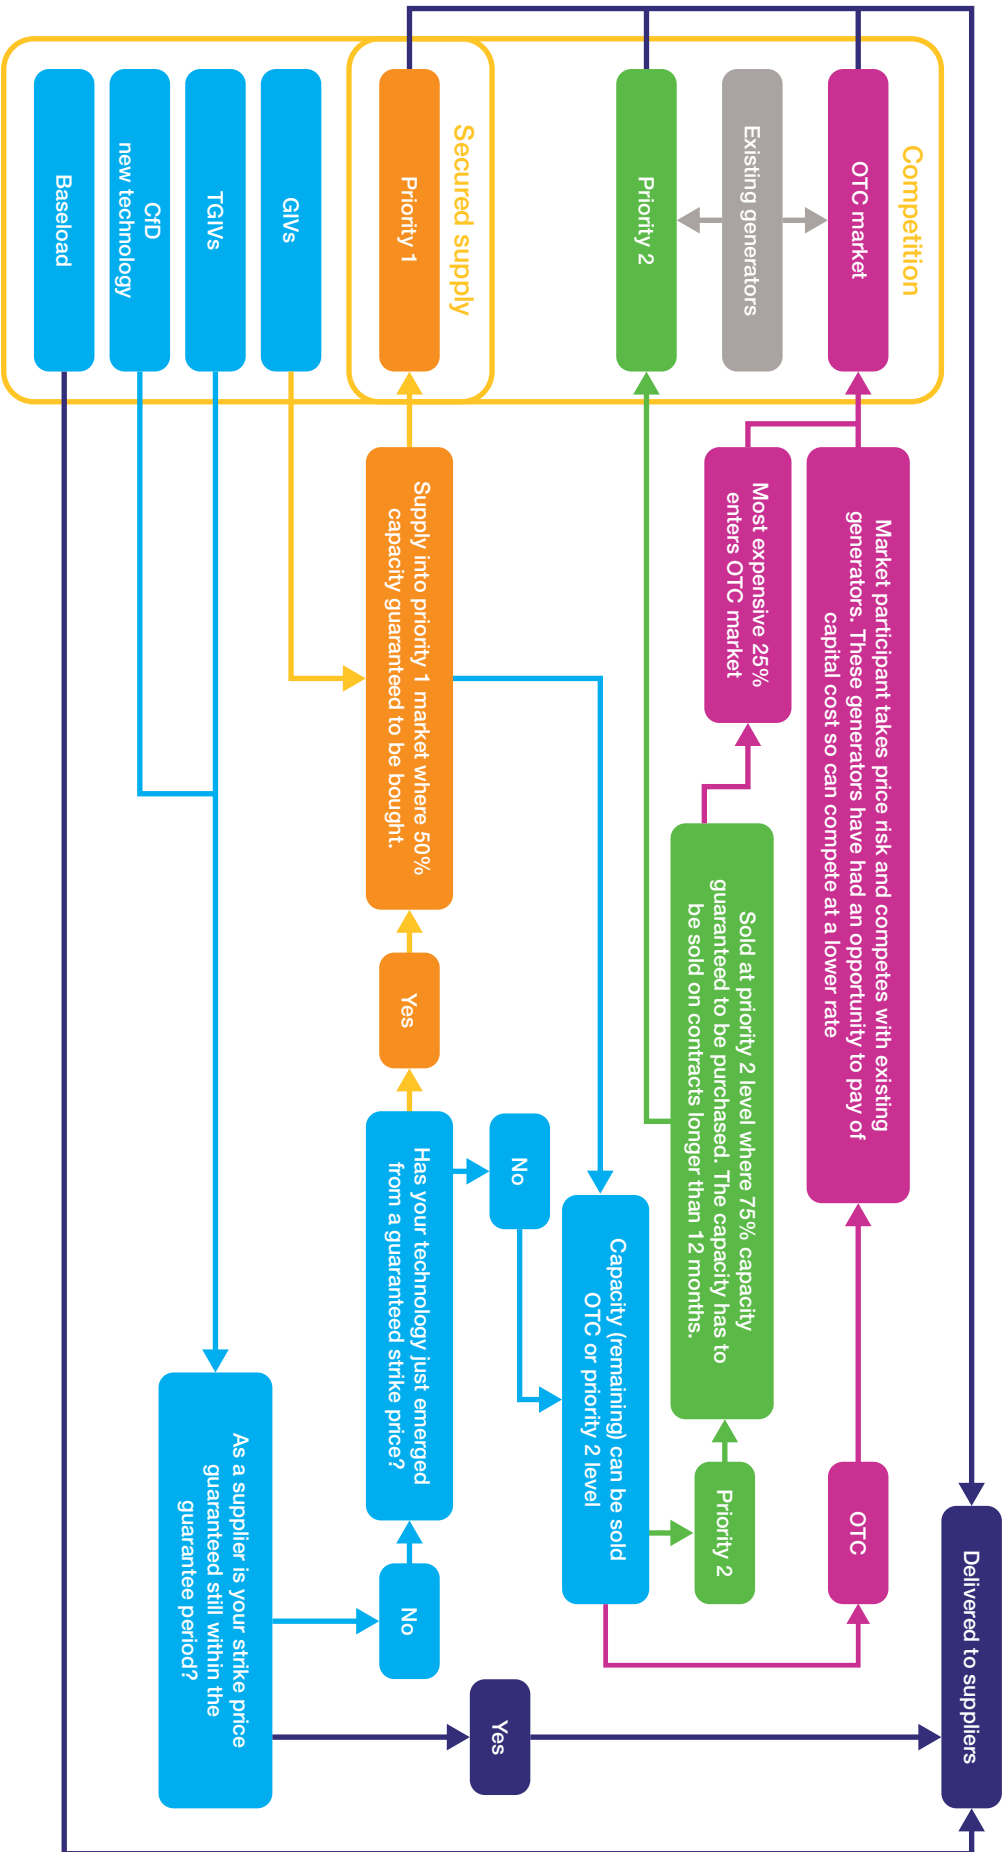 Competition
OTC market
Existing generators
Priority 2
Secured supply
Priority 1
GIVs
TGIVs
CfD
new technology
Baseload
Market participant takes price risk and competes with existing
generators. These generators have had an opportunity to pay of
capital cost so can compete at a lower rate
Most expensive 25%
enters OTC market
Supply into priority 1 market where 50%
capacity guaranteed to be bought.
Sold at priority 2 level where 75% capacity
guaranteed to be purchased. The capacity has to
be sold on contracts longer than 12 months.
Yes
No
Has your technology just emerged
from a guaranteed strike price?
Capacity (remaining) can be sold
OTC or priority 2 level
OTC
Priority 2
No
As a supplier is your strike price
guaranteed still within the
guarantee period?
Yes
Delivered to suppliers